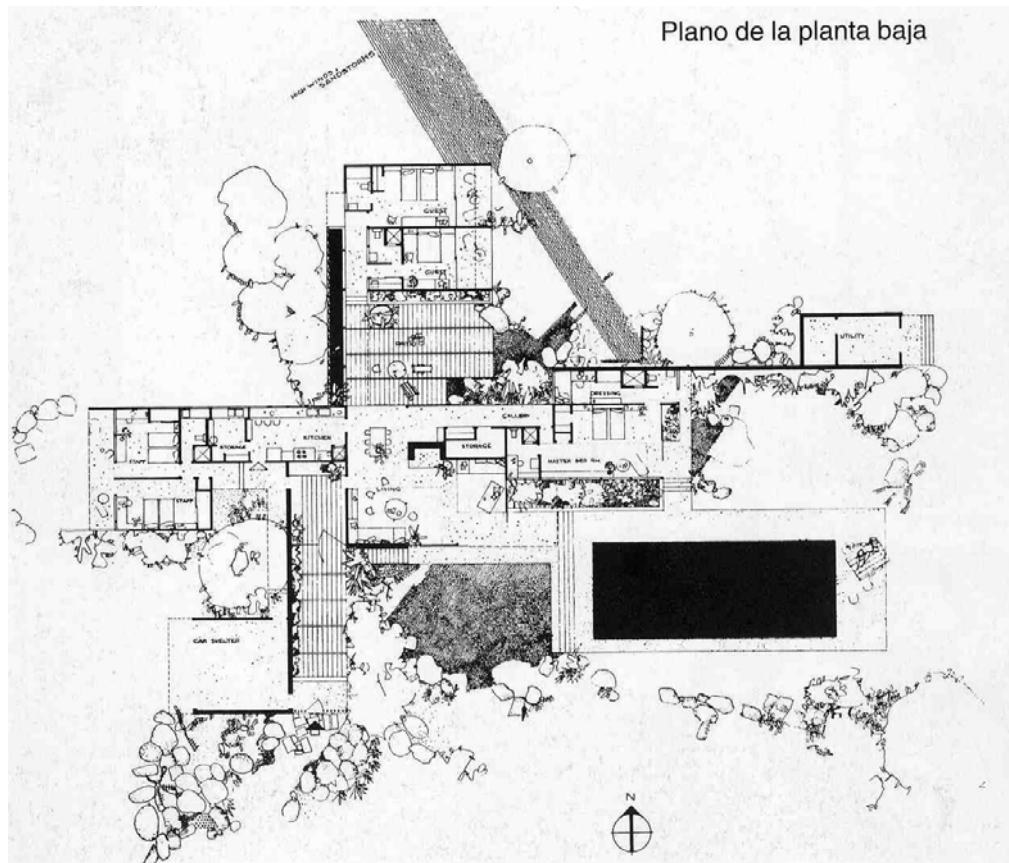 Plano de la planta baja
HIGH WINDS &
SANDSTORMS
GUEST
GUEST
UTILITY
DRESSING
GALLERY
KITCHEN
STORAGE
STORAGE
STAFF
MASTER BED RM.
LIVING
STAFF
CAR SHELTER
N